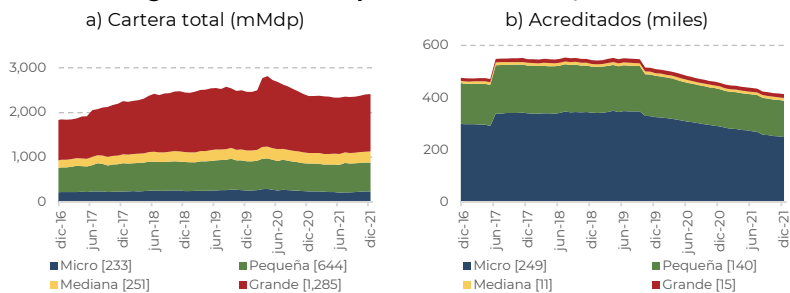 a) Cartera total (mMdp)
3,000
2,000
1,000
0
dic-16
jun-17
dic-17
jun-18
dic-18
jun-19
dic-19
jun-20
dic-20
jun-21
dic-21
Micro [233]
Pequeña [644]
Mediana [251]
Grande [1,285]
b) Acreditados (miles)
600
400
200
0
dic-16
jun-17
dic-17
jun-18
dic-18
jun-19
dic-19
jun-20
dic-20
jun-21
dic-21
Micro [249]
Pequeña [140]
Mediana [11]
Grande [15]